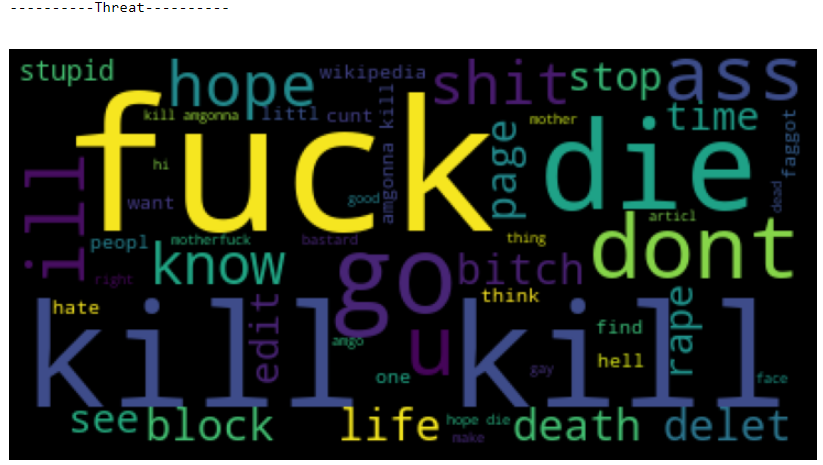 ----------Threat----------
stupid
hope
wikipedia
shit
stop
ass
kill amgonna
littl
cunt
amgonna kill
mother
time
faggot
fuck
page
die
ill
hi
want
good
dead
articl
peopl
motherfuck
bastard
thing
dont
right
know
go
bitch
hate
edit
think
rape
kill kill
amgo
u
find
hell
gay
one
face
see
block
life
hope die
make
death
delet